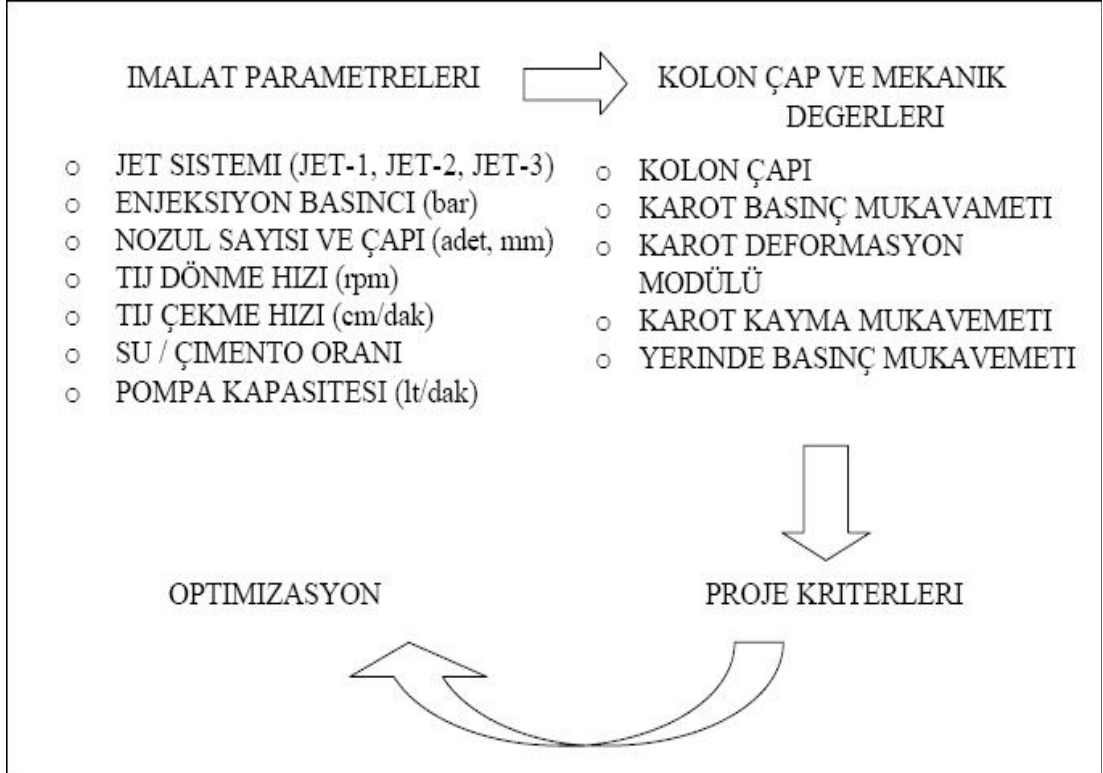 IMALAT PARAMETRELERI
o JET SISTEMI (JET-1, JET-2, JET-3)
o ENJEKSIYON BASINCI (bar)
o NOZUL SAYISI VE ÇAPI (adet, mm)
o TIJ DÖNME HIZI (rpm)
o TIJ ÇEKME HIZI (cm/dak)
o SU / ÇIMENTO ORANI
o POMPA KAPASITESI (lt/dak)
KOLON ÇAP VE MEKANIK
DEGERLERI
o KOLON ÇAPI
o KAROT BASINÇ MUKAVAMETI
o KAROT DEFORMASYON
MODÜLÜ
o KAROT KAYMA MUKAVEMETI
o YERINDE BASINÇ MUKAVEMETI
PROJE KRITERLERI
OPTIMIZASYON